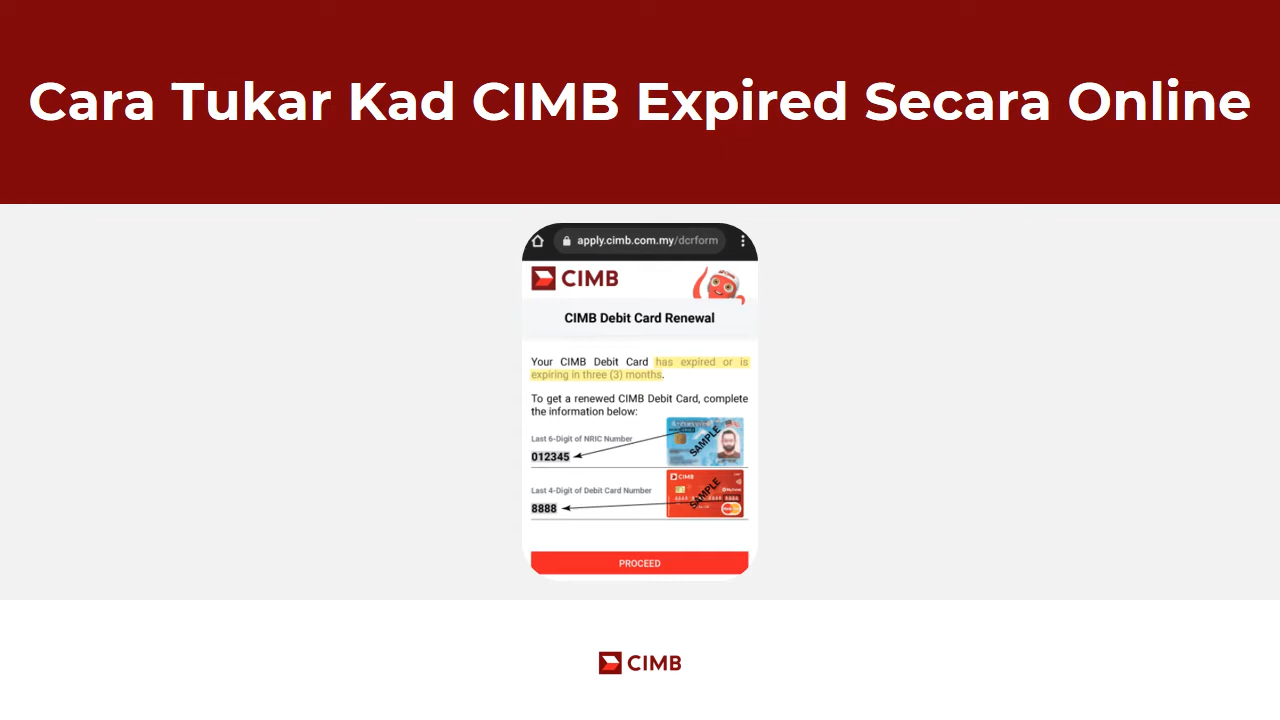 Cara Tukar Kad CIMB Expired Secara Online
apply.cimb.com.my/dcrform
CIMB
CIMB Debit Card Renewal
Your CIMB Debit Card has expired or is
expiring in three (3) months.
To get a renewed CIMB Debit Card, complete
the information below:
Last 6-Digit of NRIC Number
012345
SAMPLE
Last 4-Digit of Debit Card Number
8888
CIMB
SAMPLE
PROCEED
CIMB